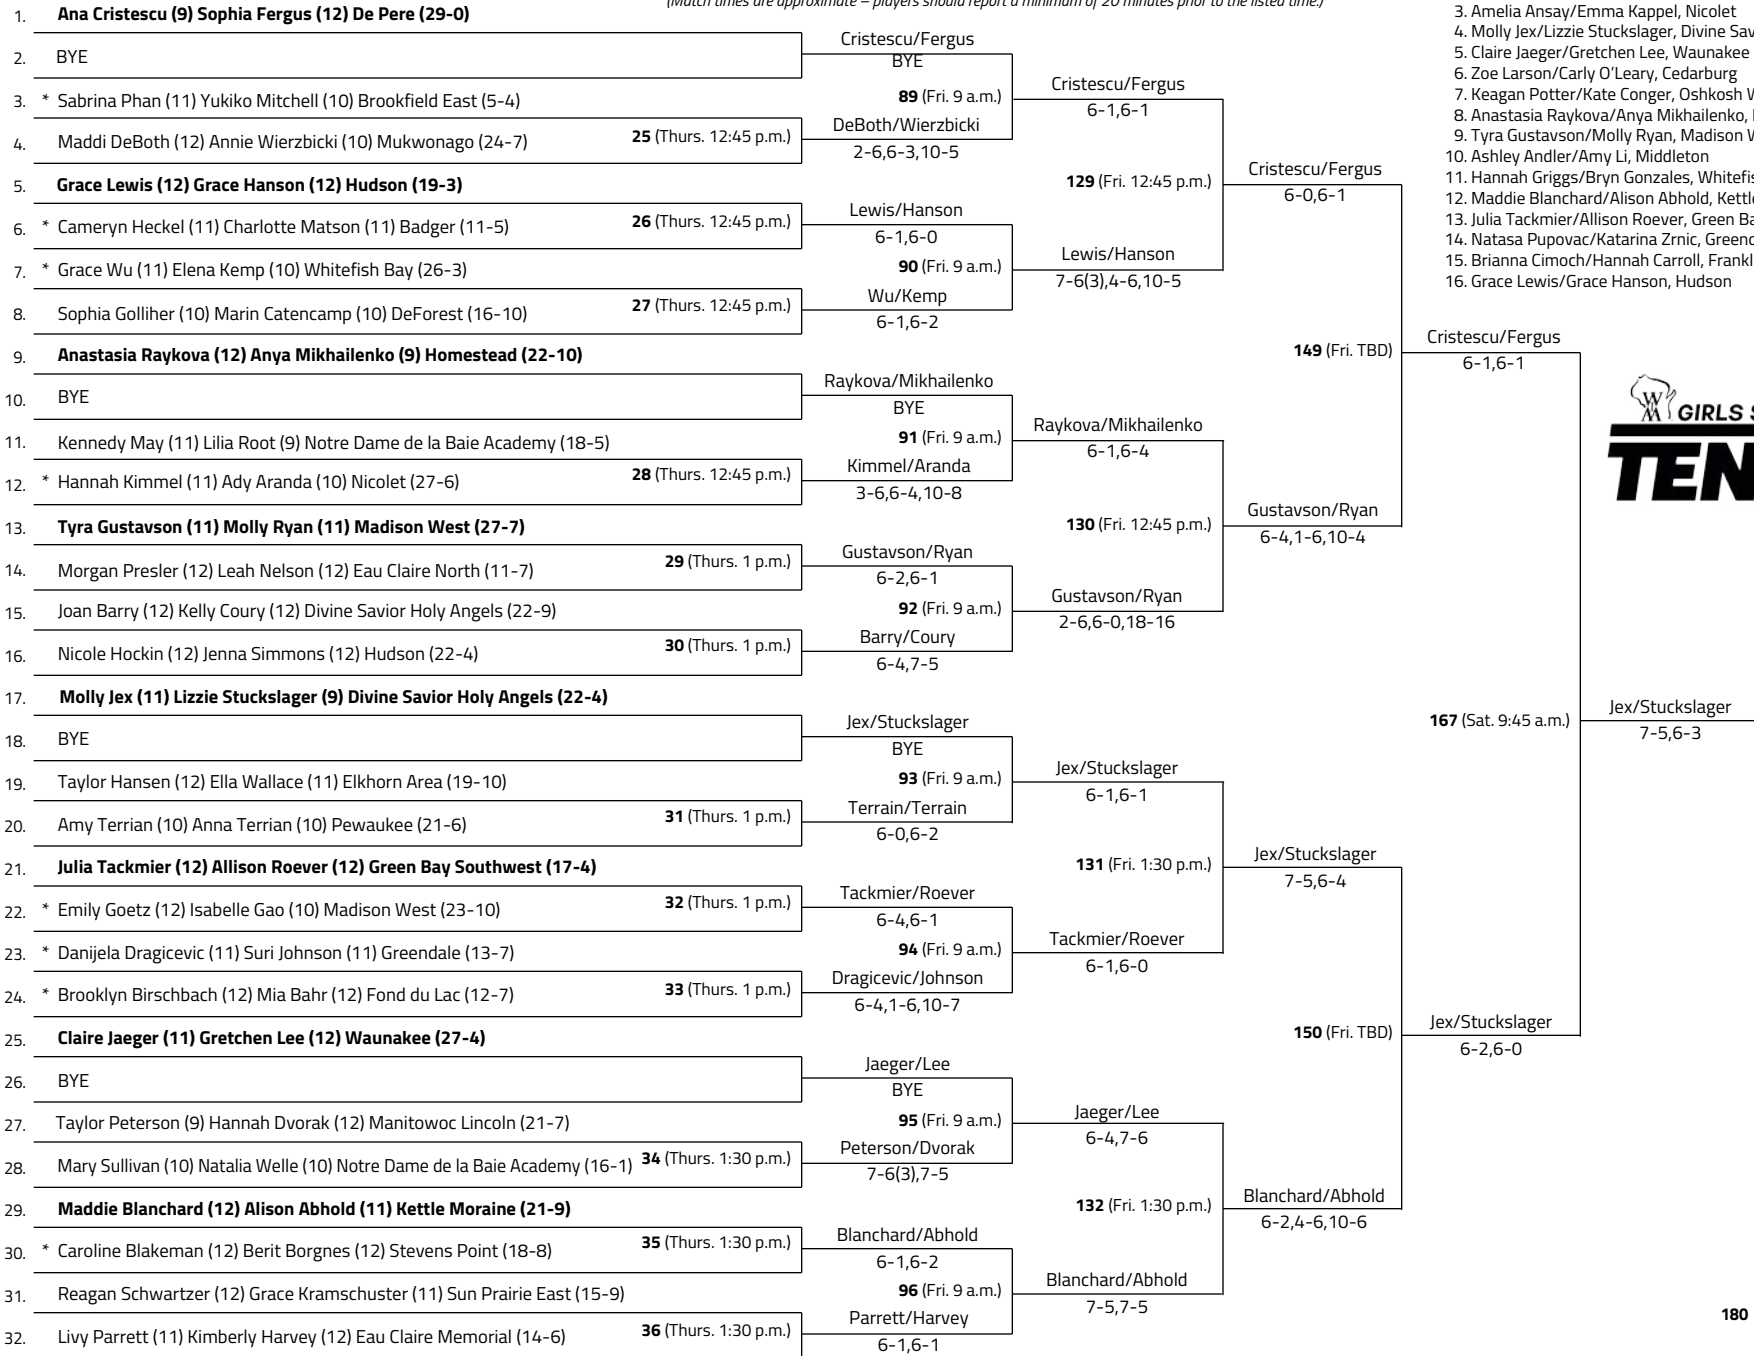 (Match times are approximate – players should report a minimum of 20 minutes prior to the listed time.)
1. Ana Cristescu (9) Sophia Fergus (12) De Pere (29-0)
2. BYE
3. * Sabrina Phan (11) Yukiko Mitchell (10) Brookfield East (5-4)
4. Maddi DeBoth (12) Annie Wierzbicki (10) Mukwonago (24-7)
5. Grace Lewis (12) Grace Hanson (12) Hudson (19-3)
6. * Cameryn Heckel (11) Charlotte Matson (11) Badger (11-5)
7. * Grace Wu (11) Elena Kemp (10) Whitefish Bay (26-3)
8. Sophia Golliher (10) Marin Catencamp (10) DeForest (16-10)
9. Anastasia Raykova (12) Anya Mikhailenko (9) Homestead (22-10)
10. BYE
11. Kennedy May (11) Lilia Root (9) Notre Dame de la Baie Academy (18-5)
12. * Hannah Kimmel (11) Ady Aranda (10) Nicolet (27-6)
13. Tyra Gustavson (11) Molly Ryan (11) Madison West (27-7)
14. Morgan Presler (12) Leah Nelson (12) Eau Claire North (11-7)
15. Joan Barry (12) Kelly Coury (12) Divine Savior Holy Angels (22-9)
16. Nicole Hockin (12) Jenna Simmons (12) Hudson (22-4)
17. Molly Jex (11) Lizzie Stuckslager (9) Divine Savior Holy Angels (22-4)
18. BYE
19. Taylor Hansen (12) Ella Wallace (11) Elkhorn Area (19-10)
20. Amy Terrian (10) Anna Terrian (10) Pewaukee (21-6)
21. Julia Tackmier (12) Allison Roever (12) Green Bay Southwest (17-4)
22. * Emily Goetz (12) Isabelle Gao (10) Madison West (23-10)
23. * Danijela Dragicevic (11) Suri Johnson (11) Greendale (13-7)
24. * Brooklyn Birschbach (12) Mia Bahr (12) Fond du Lac (12-7)
25. Claire Jaeger (11) Gretchen Lee (12) Waunakee (27-4)
26. BYE
27. Taylor Peterson (9) Hannah Dvorak (12) Manitowoc Lincoln (21-7)
28. Mary Sullivan (10) Natalia Welle (10) Notre Dame de la Baie Academy (16-1)
29. Maddie Blanchard (12) Alison Abhold (11) Kettle Moraine (21-9)
30. * Caroline Blakeman (12) Berit Borgnes (12) Stevens Point (18-8)
31. Reagan Schwartzer (12) Grace Kramschuster (11) Sun Prairie East (15-9)
32. Livy Parrett (11) Kimberly Harvey (12) Eau Claire Memorial (14-6)
25 (Thurs. 12:45 p.m.)
26 (Thurs. 12:45 p.m.)
27 (Thurs. 12:45 p.m.)
28 (Thurs. 12:45 p.m.)
29 (Thurs. 1 p.m.)
30 (Thurs. 1 p.m.)
31 (Thurs. 1 p.m.)
32 (Thurs. 1 p.m.)
33 (Thurs. 1 p.m.)
34 (Thurs. 1:30 p.m.)
35 (Thurs. 1:30 p.m.)
36 (Thurs. 1:30 p.m.)
Cristescu/Fergus
BYE
89 (Fri. 9 a.m.)
DeBoth/Wierzbicki
2-6,6-3,10-5
Lewis/Hanson
6-1,6-0
90 (Fri. 9 a.m.)
Wu/Kemp
6-1,6-2
Raykova/Mikhailenko
BYE
91 (Fri. 9 a.m.)
Kimmel/Aranda
3-6,6-4,10-8
Gustavson/Ryan
6-2,6-1
92 (Fri. 9 a.m.)
Barry/Coury
6-4,7-5
Jex/Stuckslager
BYE
93 (Fri. 9 a.m.)
Terrain/Terrain
6-0,6-2
Tackmier/Roever
6-4,6-1
94 (Fri. 9 a.m.)
Dragicevic/Johnson
6-4,1-6,10-7
Jaeger/Lee
BYE
95 (Fri. 9 a.m.)
Peterson/Dvorak
7-6(3),7-5
Blanchard/Abhold
6-1,6-2
96 (Fri. 9 a.m.)
Parrett/Harvey
6-1,6-1
Cristescu/Fergus
6-1,6-1
129 (Fri. 12:45 p.m.)
Lewis/Hanson
7-6(3),4-6,10-5
Raykova/Mikhailenko
6-1,6-4
130 (Fri. 12:45 p.m.)
Gustavson/Ryan
2-6,6-0,18-16
Jex/Stuckslager
6-1,6-1
131 (Fri. 1:30 p.m.)
Tackmier/Roever
6-1,6-0
Jaeger/Lee
6-4,7-6
132 (Fri. 1:30 p.m.)
Blanchard/Abhold
7-5,7-5
Cristescu/Fergus
6-0,6-1
149 (Fri. TBD)
Gustavson/Ryan
6-4,1-6,10-4
Jex/Stuckslager
7-5,6-4
150 (Fri. TBD)
Blanchard/Abhold
6-2,4-6,10-6
Cristescu/Fergus
6-1,6-1
167 (Sat. 9:45 a.m.)
Jex/Stuckslager
6-2,6-0
Jex/Stuckslager
7-5,6-3
180
3. Amelia Ansay/Emma Kappel, Nicolet
4. Molly Jex/Lizzie Stuckslager, Divine Sav
5. Claire Jaeger/Gretchen Lee, Waunakee
6. Zoe Larson/Carly O'Leary, Cedarburg
7. Keagan Potter/Kate Conger, Oshkosh
8. Anastasia Raykova/Anya Mikhailenko,
9. Tyra Gustavson/Molly Ryan, Madison
10. Ashley Andler/Amy Li, Middleton
11. Hannah Griggs/Bryn Gonzales, Whitefis
12. Maddie Blanchard/Alison Abhold, Kettle
13. Julia Tackmier/Allison Roever, Green Ba
14. Natasa Pupovac/Katarina Zrnic, Green
15. Brianna Cimoch/Hannah Carroll, Frankl
16. Grace Lewis/Grace Hanson, Hudson
GIRLS
TEN